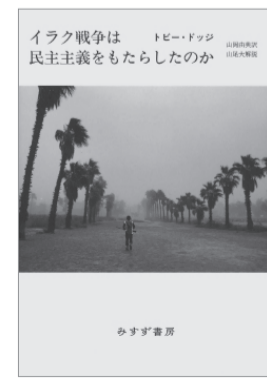 イラク戦争は
民主主義をもたらしたのか
トビー・ドッジ
山岡由美訳
山尾大解説
みすず書房